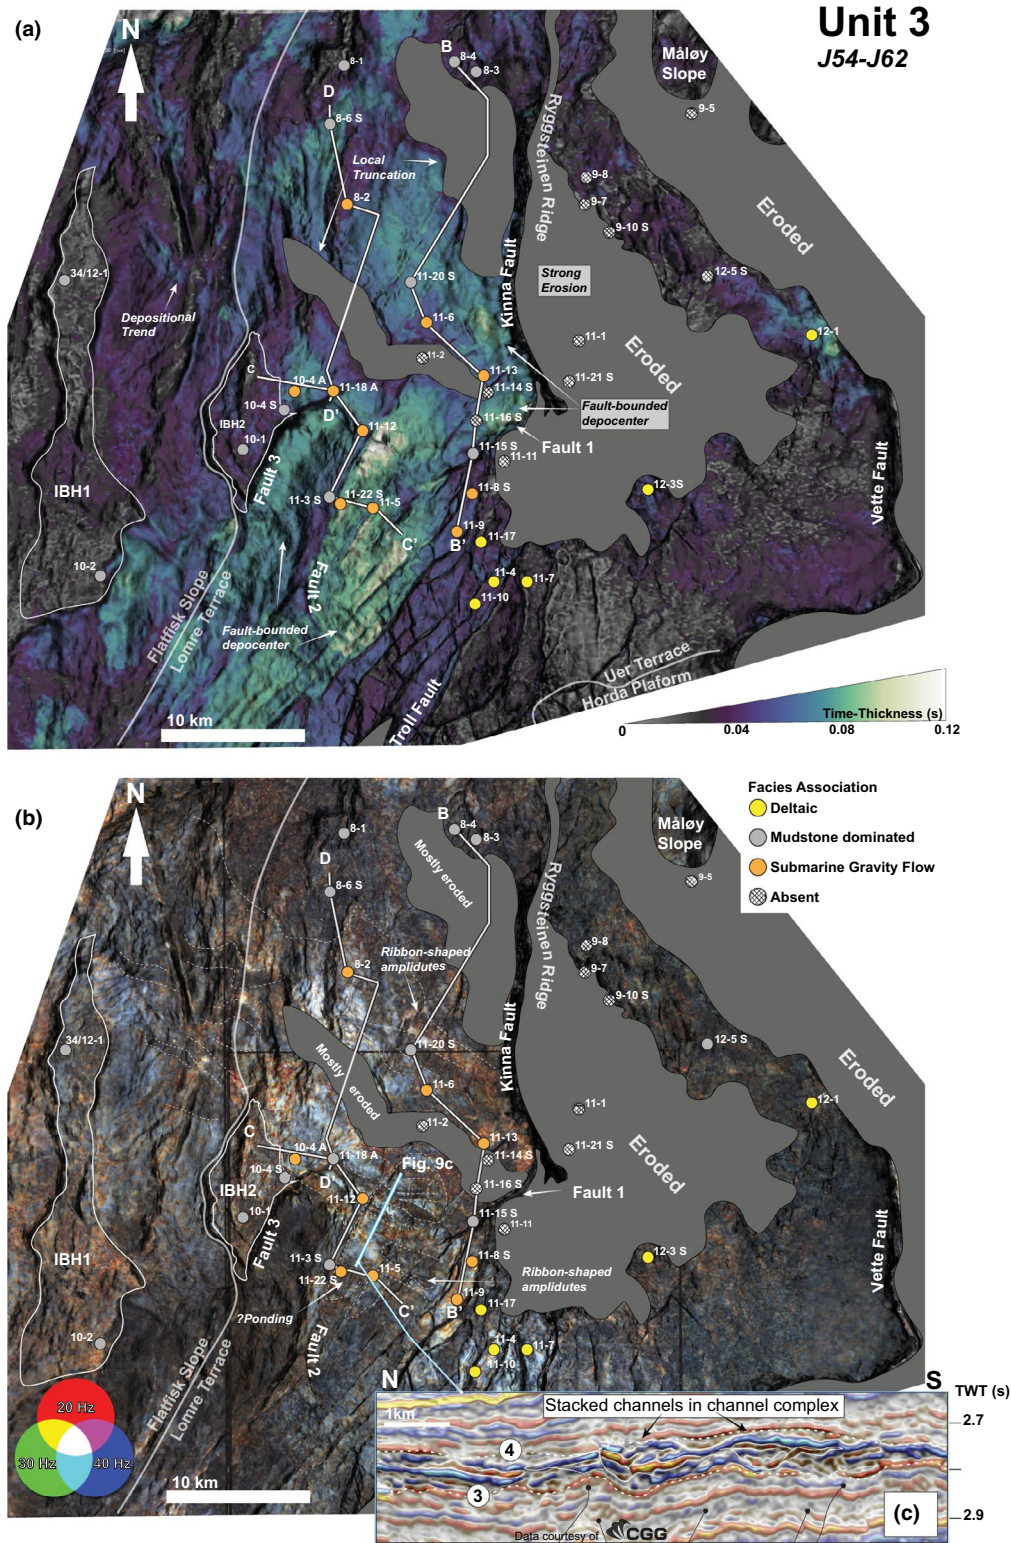 (a)
Unit 3
J54-J62
N
B
8-4
8-3
8-1
D
8-6 S
Måløy
Slope
9-5
Ryggsteinen Ridge
Local
Truncation
9-8
9-7
9-10 S
8-2
Eroded
34/12-1
Kinna Fault
Strong
Erosion
12-5 S
11-20 S
Depositional
Trend
11-6
11-1
12-1
11-2
Eroded
C
10-4 A
11-13
11-18 A
11-14 S
11-21 S
10-4 S
D'
11-16 S
Fault-bounded
depocenter
IBH2
11-12
Fault 1
10-1
11-15 S
11-11
IBH1
Fault 3
11-3 S
11-22 S
11-5
11-8 S
12-3S
Vette Fault
C'
11-9
B'
11-17
10-2
Fault 2
11-4
11-7
11-10
Flatfisk Slope
Lomre Terrace
Fault-bounded
depocenter
Troll Fault
Uer Terrace
Horda Plaform
10 km
Time-Thickness (s)
0
0.04
0.08
0.12
(b)
N
Facies Association
Deltaic
Mudstone dominated
Submarine Gravity Flow
Absent
B
8-4
8-3
8-1
D
8-6 S
Mostly eroded
Måløy
Slope
9-5
Ryggsteinen Ridge
Ribbon-shaped
amplidutes
9-8
9-7
9-10 S
8-2
34/12-1
Kinna Fault
12-5 S
Eroded
11-20 S
Mostly eroded
11-6
11-1
12-1
11-2
Eroded
C
10-4 A
11-18 A
11-13
11-14 S
11-21 S
10-4 S
D'
Fig. 9c
11-16 S
IBH2
11-12
Fault 1
10-1
11-15 S
11-11
IBH1
Fault 3
11-3 S
11-22 S
11-5
11-8 S
12-3 S
Vette Fault
Ribbon-shaped
amplidutes
?Ponding
C'
11-9
B'
11-17
10-2
Fault 2
11-4
11-7
11-10
Flatfisk Slope
Lomre Terrace
20 Hz
30 Hz
40 Hz
10 km
N
S
TWT (s)
1km
Stacked channels in channel complex
2.7
4
3
2.9
(c)
Data courtesy of
CGG